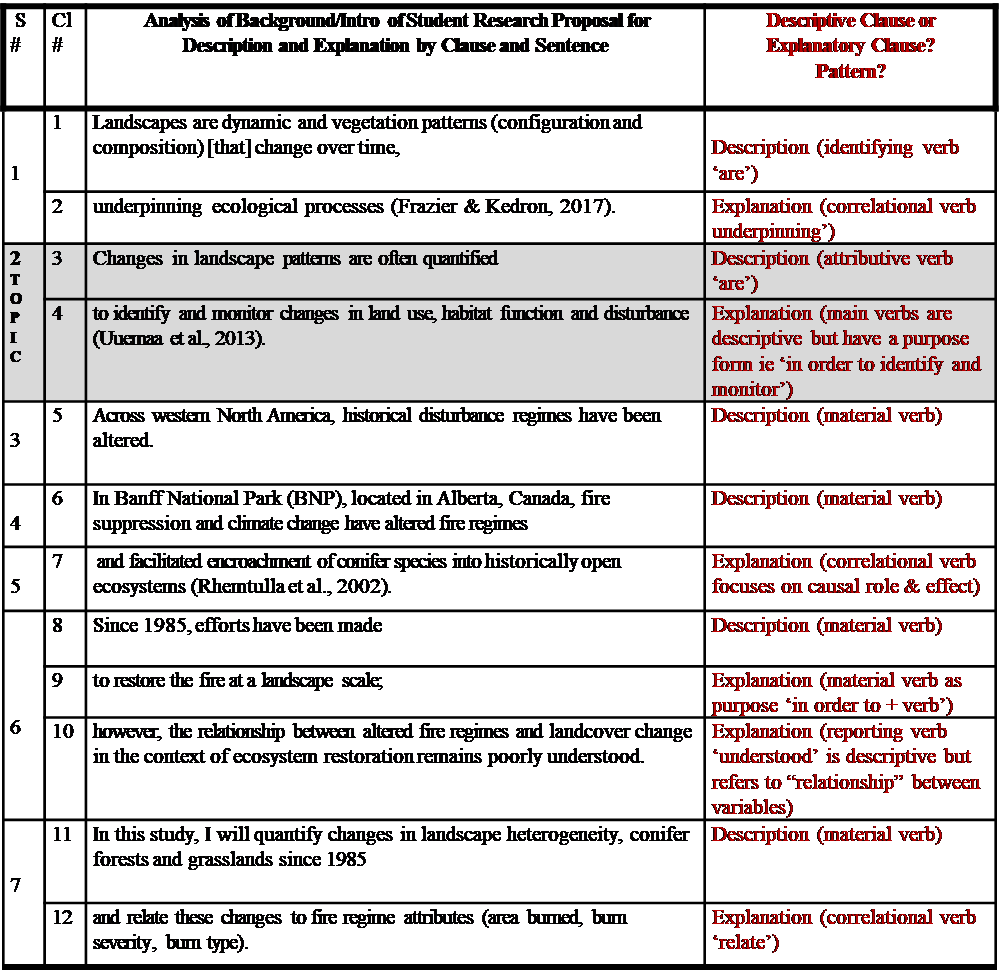 S
#
Cl
#
Analysis of Background/Intro of Student Research Proposal for
Description and Explanation by Clause and Sentence
Descriptive Clause or
Explanatory Clause?
Pattern?
1
1
Landscapes are dynamic and vegetation patterns (configuration and
composition) [that] change over time,
Description (identifying verb
‘are’)
2
underpinning ecological processes (Frazier & Kedron, 2017).
Explanation (correlational verb
underpinning’)
2
T
O
P
I
C
3
Changes in landscape patterns are often quantified
Description (attributive verb
‘are’)
4
to identify and monitor changes in land use, habitat function and disturbance
(Uuemaa et al., 2013).
Explanation (main verbs are
descriptive but have a purpose
form ie ‘in order to identify and
monitor’)
3
5
Across western North America, historical disturbance regimes have been
altered.
Description (material verb)
4
6
In Banff National Park (BNP), located in Alberta, Canada, fire
suppression and climate change have altered fire regimes
Description (material verb)
5
7
and facilitated encroachment of conifer species into historically open
ecosystems (Rhemtulla et al., 2002).
Explanation (correlational verb
focuses on causal role & effect)
6
8
Since 1985, efforts have been made
Description (material verb)
9
to restore the fire at a landscape scale;
Explanation (material verb as
purpose ‘in order to + verb’)
10
however, the relationship between altered fire regimes and landcover change
in the context of ecosystem restoration remains poorly understood.
Explanation (reporting verb
‘understood’ is descriptive but
refers to “relationship” between
variables)
7
11
In this study, I will quantify changes in landscape heterogeneity, conifer
forests and grasslands since 1985
Description (material verb)
12
and relate these changes to fire regime attributes (area burned, burn
severity, burn type).
Explanation (correlational verb
‘relate’)